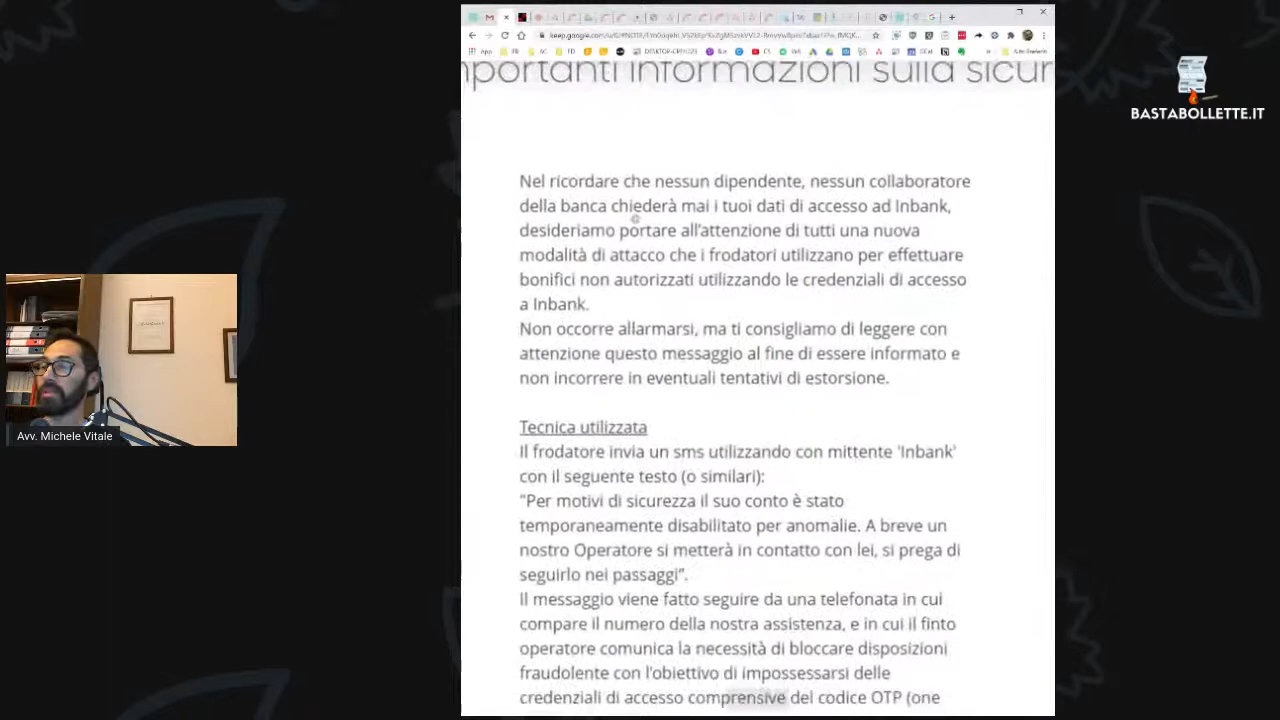 keep.google.com
App
DESKTOP-CPEH7ZS
mportanti informazioni sulla sicur
BASTABOLLETTE.IT
Nel ricordare che nessun dipendente, nessun collaboratore
della banca chiederà mai i tuoi dati di accesso ad Inbank,
desideriamo portare all'attenzione di tutti una nuova
modalità di attacco che i frodatori utilizzano per effettuare
bonifici non autorizzati utilizzando le credenziali di accesso
a Inbank.
Non occorre allarmarsi, ma ti consigliamo di leggere con
attenzione questo messaggio al fine di essere informato e
non incorrere in eventuali tentativi di estorsione.
Tecnica utilizzata
Il frodatore invia un sms utilizzando con mittente 'Inbank'
con il seguente testo (o similari):
"Per motivi di sicurezza il suo conto è stato
temporaneamente disabilitato per anomalie. A breve un
nostro Operatore si metterà in contatto con lei, si prega di
seguirlo nei passaggi".
Il messaggio viene fatto seguire da una telefonata in cui
compare il numero della nostra assistenza, e in cui il finto
operatore comunica la necessità di bloccare disposizioni
fraudolente con l'obiettivo di impossessarsi delle
credenziali di accesso comprensive del codice OTP (one
Avv. Michele Vitale